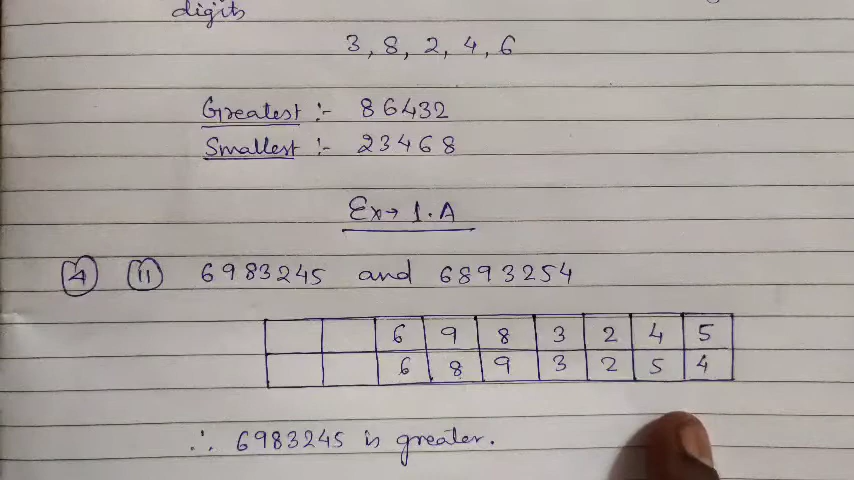 digits
3, 8, 2, 4, 6
Greatest :- 86432
Smallest :- 23468
Ex→ 1.A
4 (ii) 6983245 and 6893254
6 9 8 3 2 4 5
6 8 9 3 2 5 4
∴ 6983245 is greater.